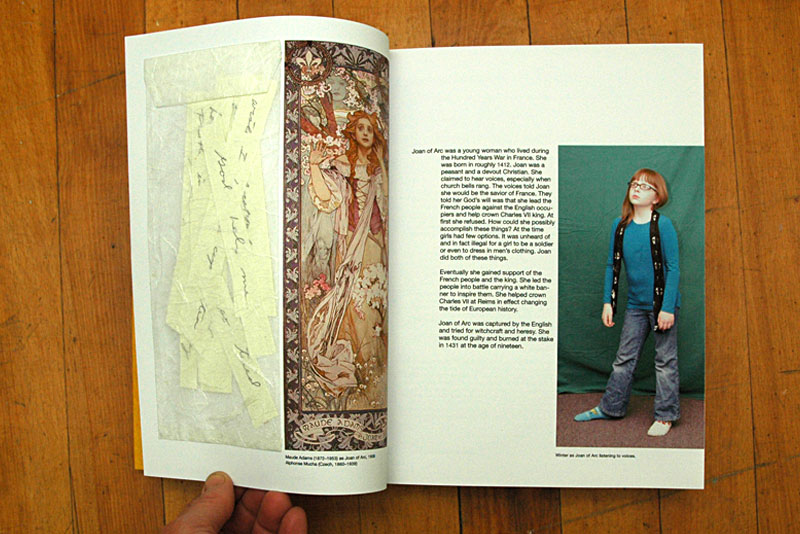 God
MAUDE ADAM
Maude Adams (1872–1953) as Joan of Arc, 1909
Alphonse Mucha (Czech, 1860–1939)
Joan of Arc was a young woman who lived during
the Hundred Years War in France. She
was born in roughly 1412. Joan was a
peasant and a devout Christian. She
claimed to hear voices, especially when
church bells rang. The voices told Joan
she would be the savior of France. They
told her God's will was that she lead the
French people against the English occu-
piers and help crown Charles VII king. At
first she refused. How could she possibly
accomplish these things? At the time
girls had few options. It was unheard of
and in fact illegal for a girl to be a soldier
or even to dress in men's clothing. Joan
did both of these things.
Eventually she gained support of the
French people and the king. She led the
people into battle carrying a white ban-
ner to inspire them. She helped crown
Charles VII at Reims in effect changing
the tide of European history.
Joan of Arc was captured by the English
and tried for witchcraft and heresy. She
was found guilty and burned at the stake
in 1431 at the age of nineteen.
Winter as Joan of Arc listening to voices.